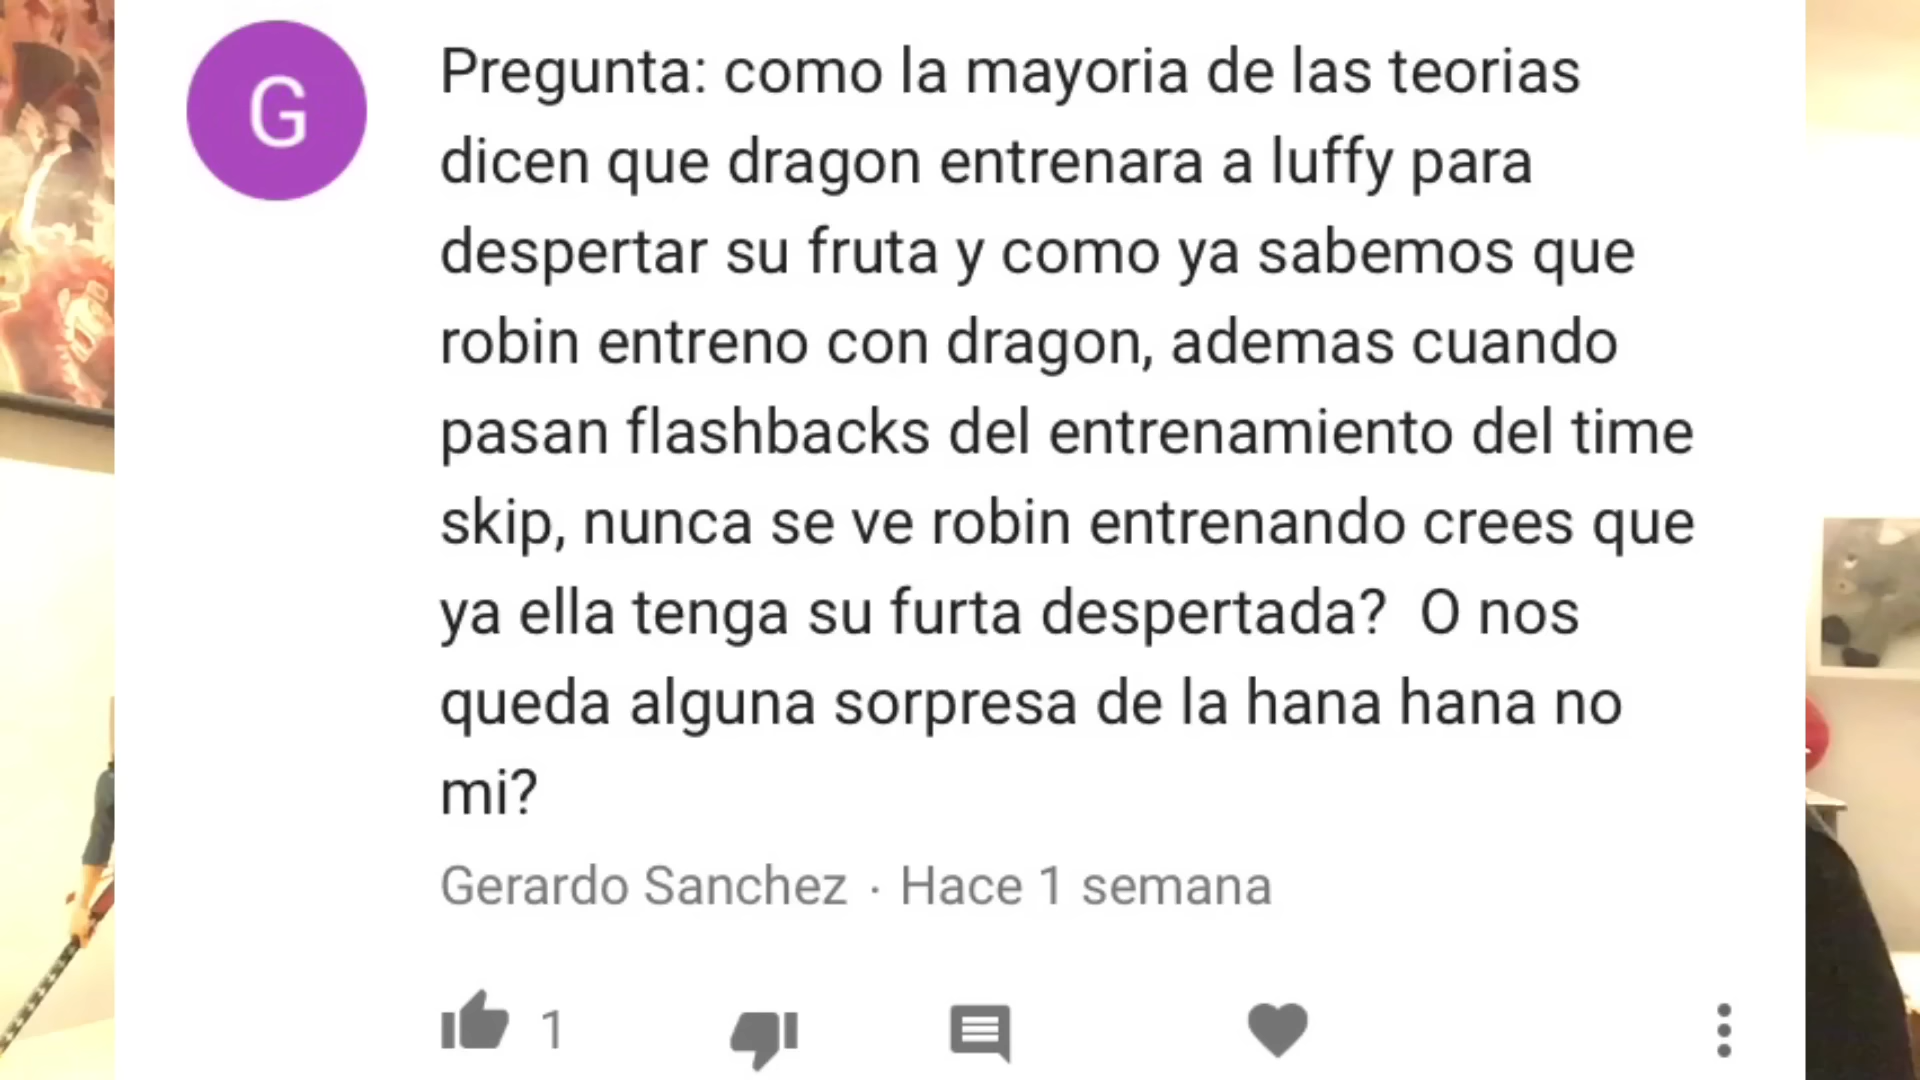 G
Pregunta: como la mayoria de las teorias
dicen que dragon entrenara a luffy para
despertar su fruta y como ya sabemos que
robin entreno con dragon, ademas cuando
pasan flashbacks del entrenamiento del time
skip, nunca se ve robin entrenando crees que
ya ella tenga su furta despertada?  O nos
queda alguna sorpresa de la hana hana no
mi?
Gerardo Sanchez · Hace 1 semana
1